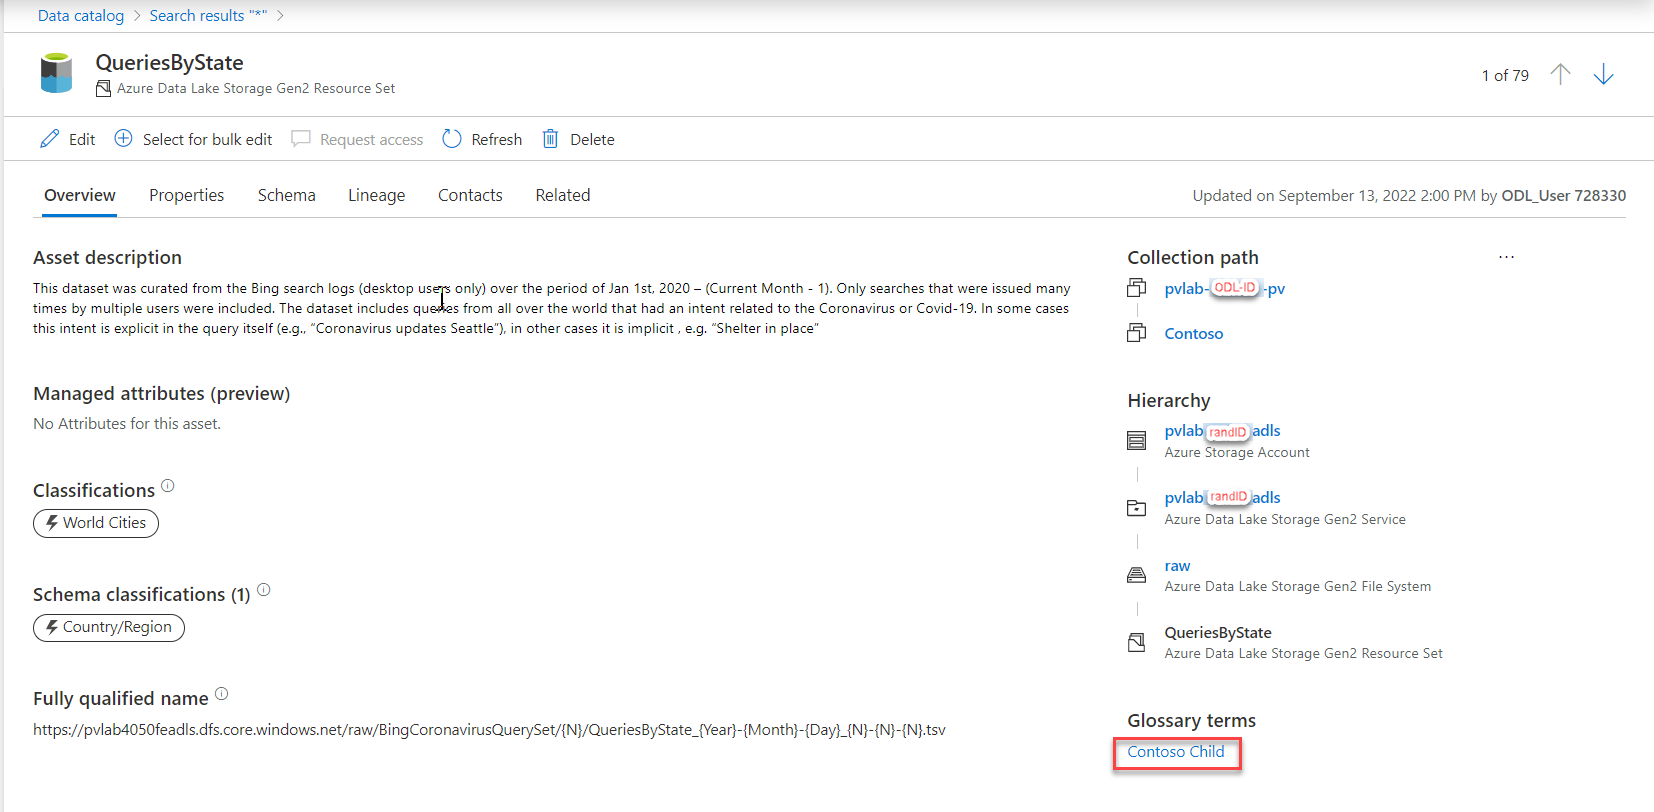 Data catalog > Search results "*" >
QueriesByState
Azure Data Lake Storage Gen2 Resource Set
1 of 79
Edit Select for bulk edit Request access Refresh Delete
Overview Properties Schema Lineage Contacts Related
Updated on September 13, 2022 2:00 PM by ODL_User 728330
Asset description
This dataset was curated from the Bing search logs (desktop users only) over the period of Jan 1st, 2020 – (Current Month - 1). Only searches that were issued many
times by multiple users were included. The dataset includes queries from all over the world that had an intent related to the Coronavirus or Covid-19. In some cases
this intent is explicit in the query itself (e.g., “Coronavirus updates Seattle”), in other cases it is implicit , e.g. “Shelter in place”
Managed attributes (preview)
No Attributes for this asset.
Classifications
World Cities
Schema classifications (1)
Country/Region
Fully qualified name
https://pvlab4050feadls.dfs.core.windows.net/raw/BingCoronavirusQuerySet/{N}/QueriesByState_{Year}-{Month}-{Day}_{N}-{N}-{N}.tsv
Collection path ...
pvlab-ODL-ID-pv
Contoso
Hierarchy
pvlab randID adls
Azure Storage Account
pvlab randID adls
Azure Data Lake Storage Gen2 Service
raw
Azure Data Lake Storage Gen2 File System
QueriesByState
Azure Data Lake Storage Gen2 Resource Set
Glossary terms
Contoso Child